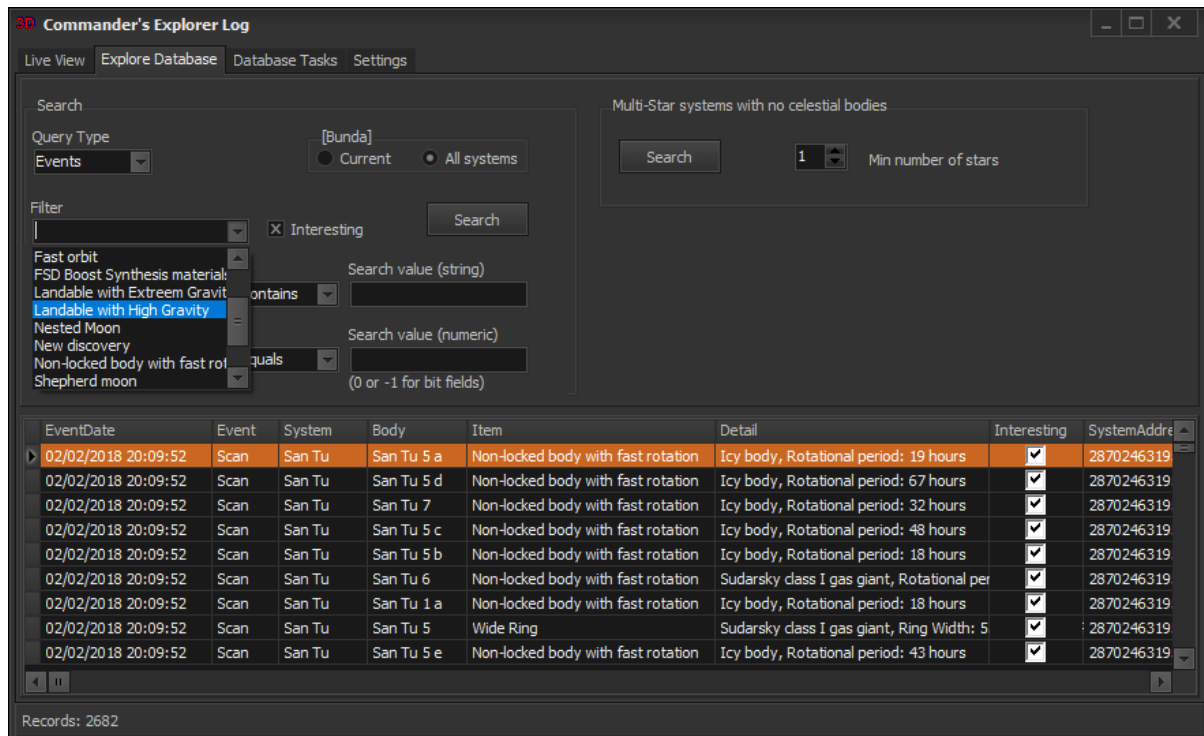 3D Commander's Explorer Log
Live View Explore Database Database Tasks Settings
Search
Query Type
Events
[Bunda]
Current All systems
Filter
Interesting
Search
Fast orbit
FSD Boost Synthesis materials
Landable with Extreem Gravit
Landable with High Gravity
Nested Moon
New discovery
Non-locked body with fast rot
Shepherd moon
ontains
Search value (string)
quals
Search value (numeric)
(0 or -1 for bit fields)
Multi-Star systems with no celestial bodies
Search 1 Min number of stars
EventDate Event System Body Item Detail Interesting SystemAddre
02/02/2018 20:09:52 Scan San Tu San Tu 5 a Non-locked body with fast rotation Icy body, Rotational period: 19 hours 2870246319
02/02/2018 20:09:52 Scan San Tu San Tu 5 d Non-locked body with fast rotation Icy body, Rotational period: 67 hours 2870246319
02/02/2018 20:09:52 Scan San Tu San Tu 7 Non-locked body with fast rotation Icy body, Rotational period: 32 hours 2870246319
02/02/2018 20:09:52 Scan San Tu San Tu 5 c Non-locked body with fast rotation Icy body, Rotational period: 48 hours 2870246319
02/02/2018 20:09:52 Scan San Tu San Tu 5 b Non-locked body with fast rotation Icy body, Rotational period: 18 hours 2870246319
02/02/2018 20:09:52 Scan San Tu San Tu 6 Non-locked body with fast rotation Sudarsky class I gas giant, Rotational per 2870246319
02/02/2018 20:09:52 Scan San Tu San Tu 1 a Non-locked body with fast rotation Icy body, Rotational period: 18 hours 2870246319
02/02/2018 20:09:52 Scan San Tu San Tu 5 Wide Ring Sudarsky class I gas giant, Ring Width: 5 2870246319
02/02/2018 20:09:52 Scan San Tu San Tu 5 e Non-locked body with fast rotation Icy body, Rotational period: 43 hours 2870246319
Records: 2682